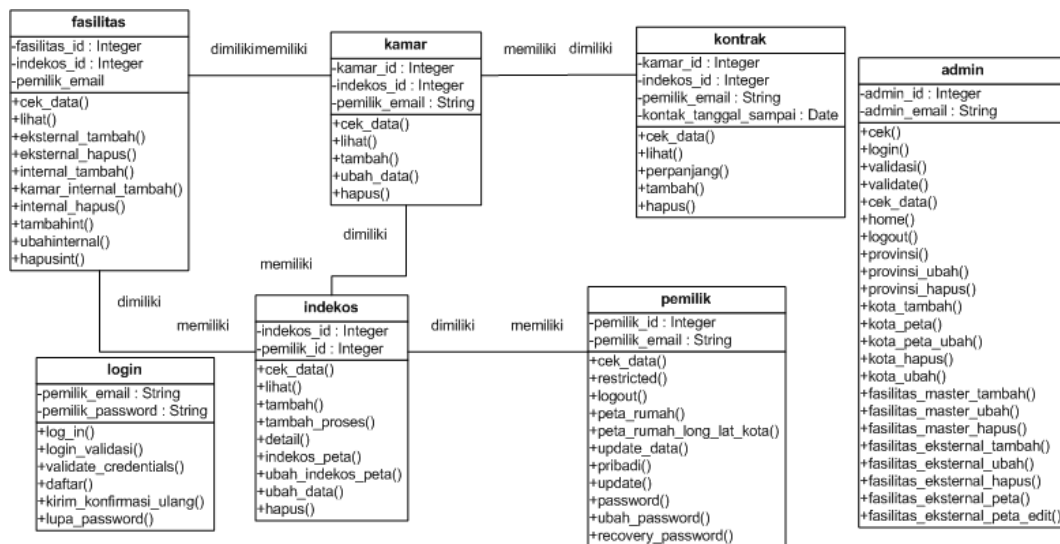 fasilitas
-fasilitas_id : Integer
-indekos_id : Integer
-pemilik_email
+cek_data()
+lihat()
+eksternal_tambah()
+eksternal_hapus()
+internal_tambah()
+kamar_internal_tambah()
+internal_hapus()
+tambahint()
+ubahinternal()
+hapusint()
dimilikimemiliki
kamar
-kamar_id : Integer
-indekos_id : Integer
-pemilik_email : String
+cek_data()
+lihat()
+tambah()
+ubah_data()
+hapus()
memiliki dimiliki
kontrak
-kamar_id : Integer
-indekos_id : Integer
-pemilik_email : String
-kontak_tanggal_sampai : Date
+cek_data()
+lihat()
+perpanjang()
+tambah()
+hapus()
admin
-admin_id : Integer
-admin_email : String
+cek()
+login()
+validasi()
+validate()
+cek_data()
+home()
+logout()
+provinsi()
+provinsi_ubah()
+provinsi_hapus()
+kota_tambah()
+kota_peta()
+kota_peta_ubah()
+kota_hapus()
+kota_ubah()
+fasilitas_master_tambah()
+fasilitas_master_ubah()
+fasilitas_master_hapus()
+fasilitas_eksternal_tambah()
+fasilitas_eksternal_ubah()
+fasilitas_eksternal_hapus()
+fasilitas_eksternal_peta()
+fasilitas_eksternal_peta_edit()
dimiliki
memiliki
dimiliki
memiliki
login
-pemilik_email : String
-pemilik_password : String
+log_in()
+login_validasi()
+validate_credentials()
+daftar()
+kirim_konfirmasi_ulang()
+lupa_password()
indekos
-indekos_id : Integer
-pemilik_id : Integer
+cek_data()
+lihat()
+tambah()
+tambah_proses()
+detail()
+indekos_peta()
+ubah_indekos_peta()
+ubah_data()
+hapus()
dimiliki memiliki
pemilik
-pemilik_id : Integer
-pemilik_email : String
+cek_data()
+restricted()
+logout()
+peta_rumah()
+peta_rumah_long_lat_kota()
+update_data()
+pribadi()
+update()
+password()
+ubah_password()
+recovery_password()